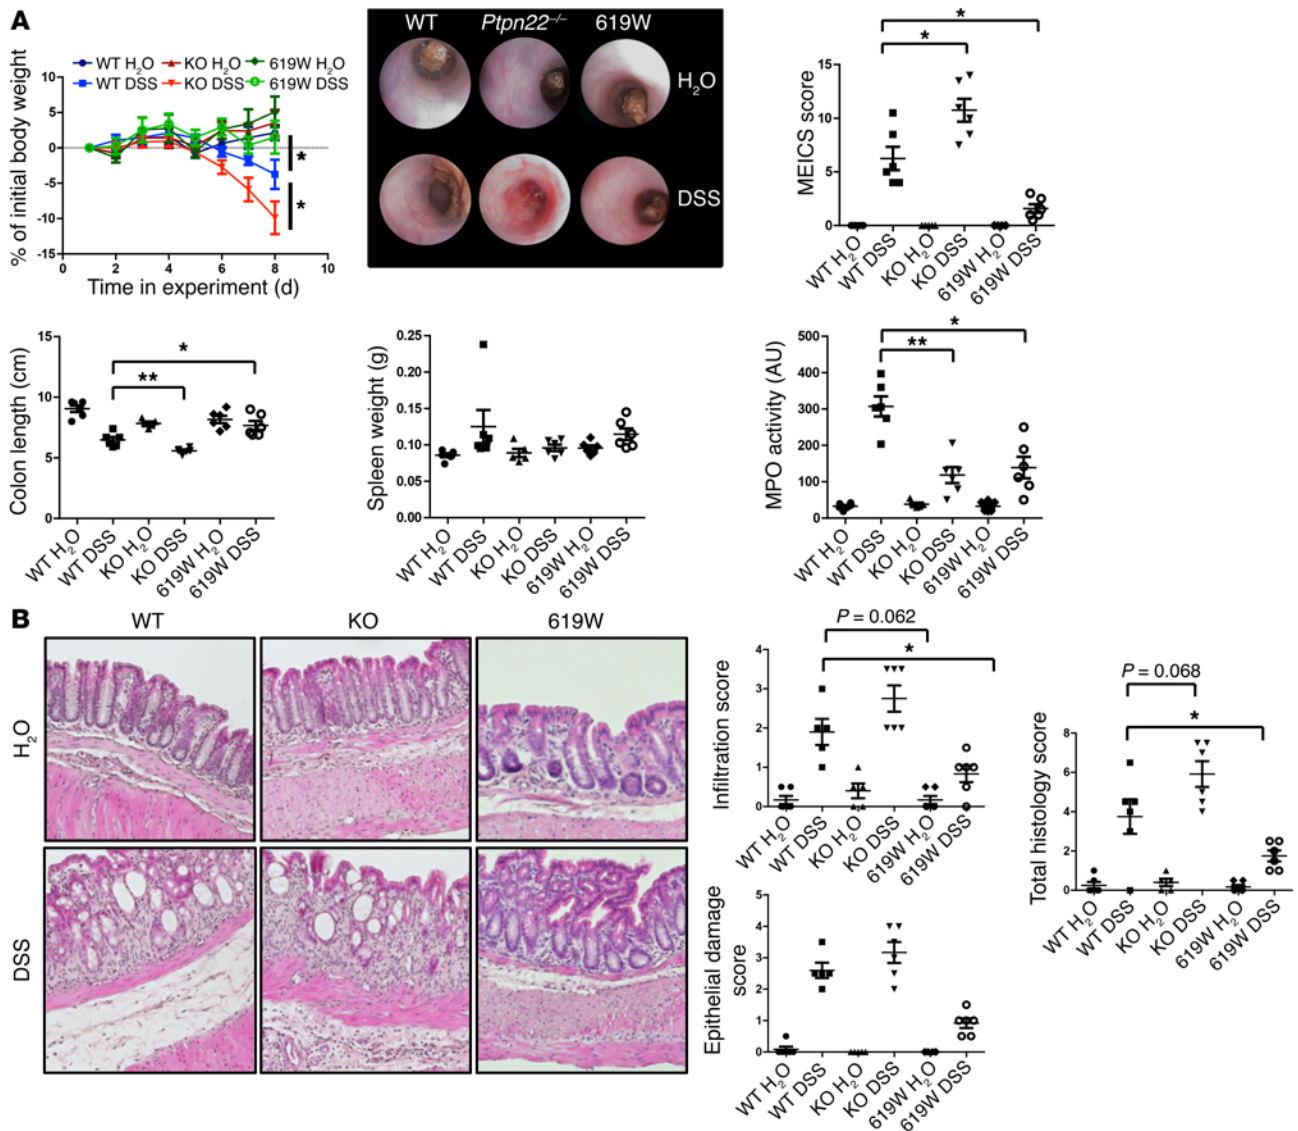 A
WT H2O KO H2O 619W H2O
WT DSS KO DSS 619W DSS
% of initial body weight
10
5
0
-5
-10
-15
0 2 4 6 8 10
Time in experiment (d)
*
*
WT Ptpn22–/– 619W
H2O
DSS
*
*
MEICS score
15
10
5
0
WT H2O
WT DSS
KO H2O
KO DSS
619W H2O
619W DSS
Colon length (cm)
15
10
5
0
*
**
WT H2O
WT DSS
KO H2O
KO DSS
619W H2O
619W DSS
Spleen weight (g)
0.25
0.20
0.15
0.10
0.05
0.00
WT H2O
WT DSS
KO H2O
KO DSS
619W H2O
619W DSS
MPO activity (AU)
500
400
300
200
100
0
*
**
WT H2O
WT DSS
KO H2O
KO DSS
619W H2O
619W DSS
B
WT KO 619W
H2O
DSS
P = 0.062
*
Infiltration score
4
3
2
1
0
WT H2O
WT DSS
KO H2O
KO DSS
619W H2O
619W DSS
Epithelial damage
score
5
4
3
2
1
0
WT H2O
WT DSS
KO H2O
KO DSS
619W H2O
619W DSS
P = 0.068
*
Total histology score
8
6
4
2
0
WT H2O
WT DSS
KO H2O
KO DSS
619W H2O
619W DSS